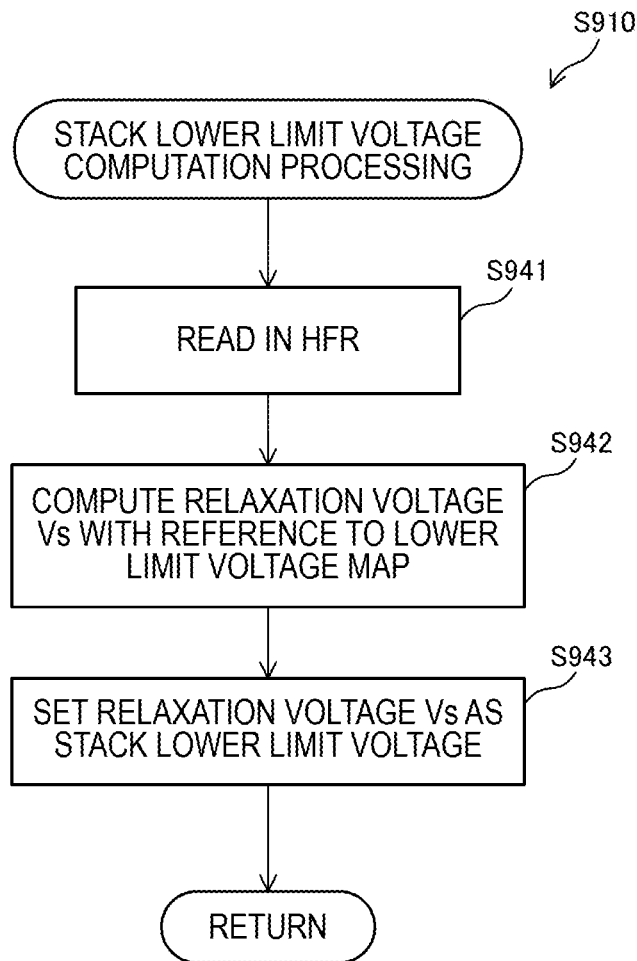 S910
STACK LOWER LIMIT VOLTAGE
COMPUTATION PROCESSING
S941
READ IN HFR
S942
COMPUTE RELAXATION VOLTAGE
Vs WITH REFERENCE TO LOWER
LIMIT VOLTAGE MAP
S943
SET RELAXATION VOLTAGE Vs AS
STACK LOWER LIMIT VOLTAGE
RETURN